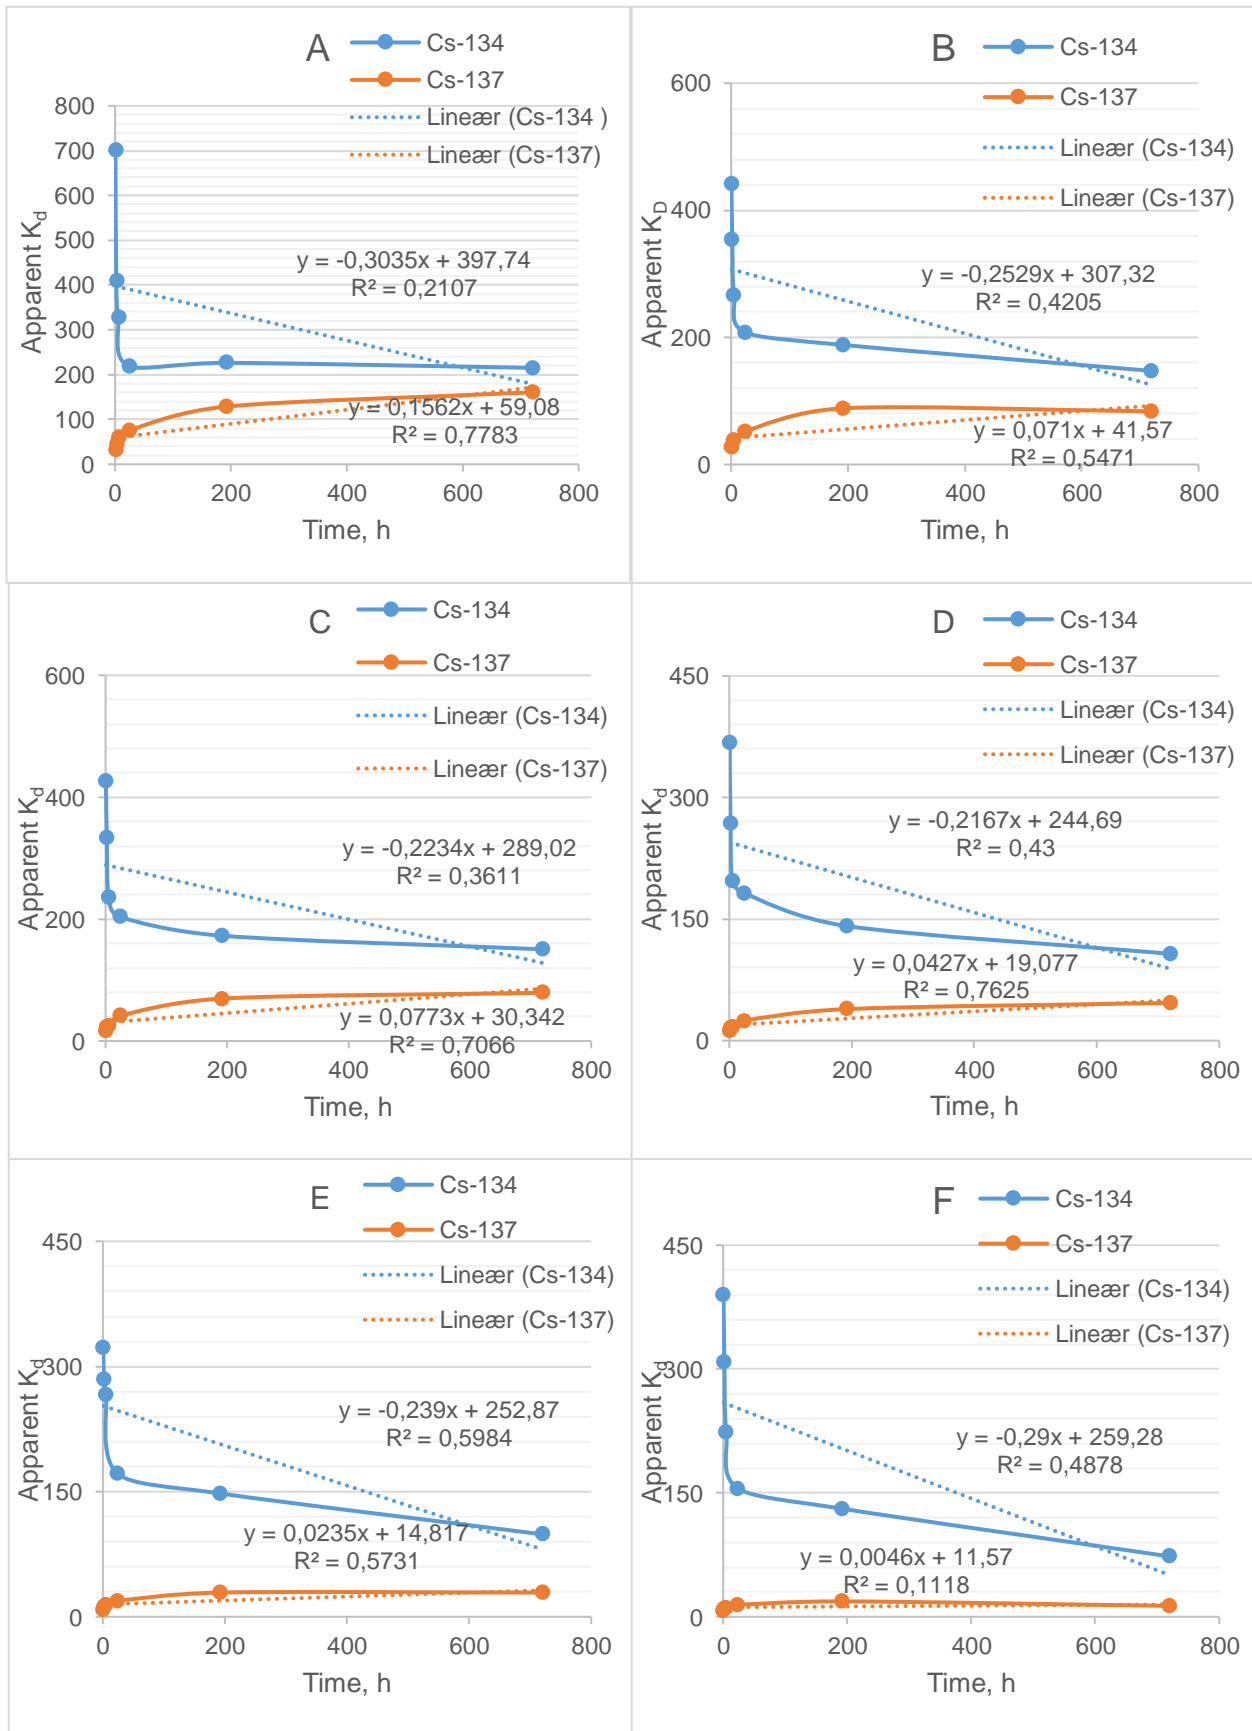 A
Cs-134
Cs-137
Lineær (Cs-134 )
Lineær (Cs-137)
800
700
600
500
400
300
200
100
0
Apparent Kd
y = -0,3035x + 397,74
R² = 0,2107
y = 0,1562x + 59,08
R² = 0,7783
0 200 400 600 800
Time, h
B
Cs-134
Cs-137
Lineær (Cs-134)
Lineær (Cs-137)
600
400
200
0
Apparent KD
y = -0,2529x + 307,32
R² = 0,4205
y = 0,071x + 41,57
R² = 0,5471
0 200 400 600 800
Time, h
C
Cs-134
Cs-137
Lineær (Cs-134)
Lineær (Cs-137)
600
400
200
0
Apparent Kd
y = -0,2234x + 289,02
R² = 0,3611
y = 0,0773x + 30,342
R² = 0,7066
0 200 400 600 800
Time, h
D
Cs-134
Cs-137
Lineær (Cs-134)
Lineær (Cs-137)
450
300
150
0
Apparent Kd
y = -0,2167x + 244,69
R² = 0,43
y = 0,0427x + 19,077
R² = 0,7625
0 200 400 600 800
Time, h
E
Cs-134
Cs-137
Lineær (Cs-134)
Lineær (Cs-137)
450
300
150
0
Apparent Kd
y = -0,239x + 252,87
R² = 0,5984
y = 0,0235x + 14,817
R² = 0,5731
0 200 400 600 800
Time, h
F
Cs-134
Cs-137
Lineær (Cs-134)
Lineær (Cs-137)
450
300
150
0
Apparent Kd
y = -0,29x + 259,28
R² = 0,4878
y = 0,0046x + 11,57
R² = 0,1118
0 200 400 600 800
Time, h